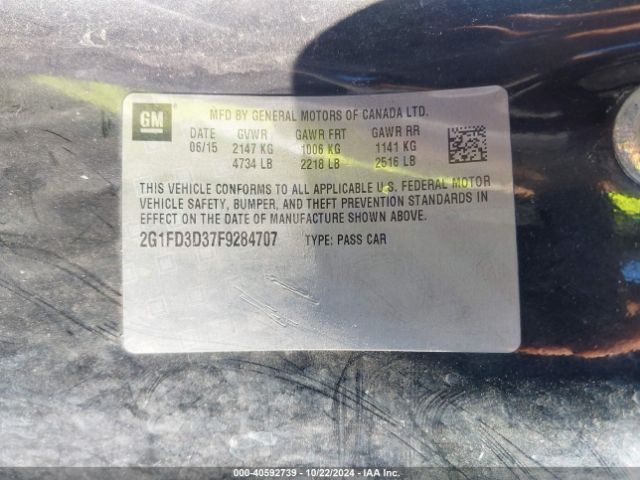 GM
MFD BY GENERAL MOTORS OF CANADA LTD.
DATE GVWR GAWR FRT GAWR RR
06/15 2147 KG 1006 KG 1141 KG
4734 LB 2218 LB 2516 LB
THIS VEHICLE CONFORMS TO ALL APPLICABLE U.S. FEDERAL MOTOR
VEHICLE SAFETY, BUMPER, AND THEFT PREVENTION STANDARDS IN
EFFECT ON THE DATE OF MANUFACTURE SHOWN ABOVE.
2G1FD3D37F9284707 TYPE: PASS CAR
000-40592739 - 10/22/2024 - IAA Inc.